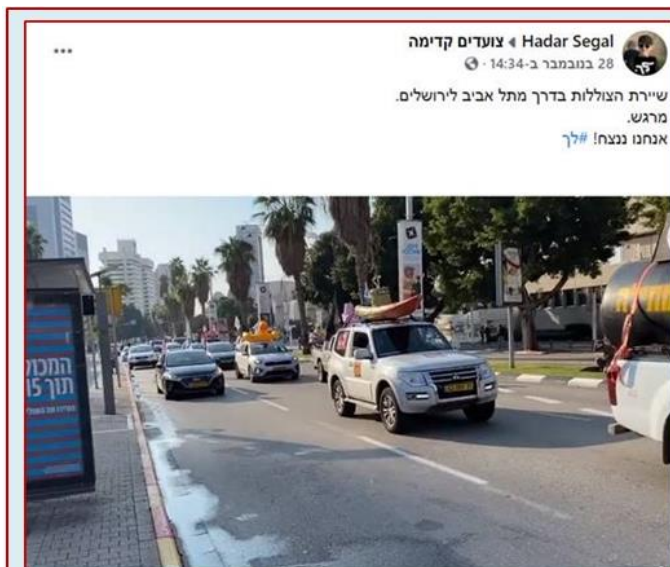 Hadar Segal ◂ צועדים קדימה
28 בנובמבר ב-14:34 ·
שיירת הצוללות בדרך מתל אביב לירושלים.
מרגש.
אנחנו ננצח! #לך
המכול
תוך 15